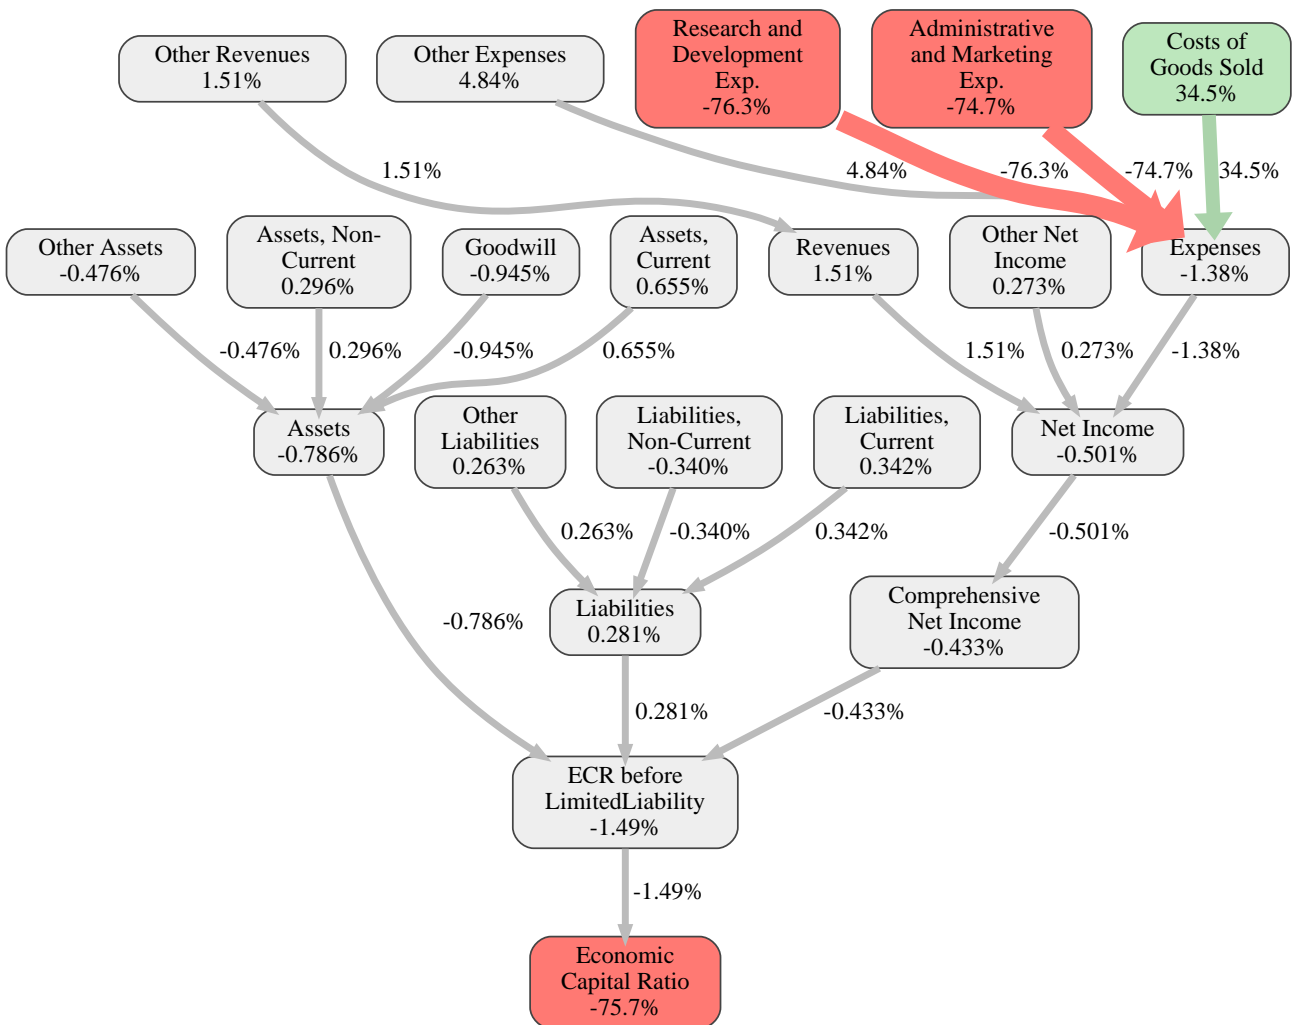 Other Revenues
1.51%
Other Expenses
4.84%
Research and
Development
Exp.
-76.3%
Administrative
and Marketing
Exp.
-74.7%
Costs of
Goods Sold
34.5%
1.51%
4.84%
-76.3%
-74.7%
34.5%
Other Assets
-0.476%
Assets, Non-
Current
0.296%
Goodwill
-0.945%
Assets,
Current
0.655%
Revenues
1.51%
Other Net
Income
0.273%
Expenses
-1.38%
-0.476%
0.296%
-0.945%
0.655%
1.51%
0.273%
-1.38%
Assets
-0.786%
Other
Liabilities
0.263%
Liabilities,
Non-Current
-0.340%
Liabilities,
Current
0.342%
Net Income
-0.501%
0.263%
-0.340%
0.342%
-0.501%
-0.786%
Liabilities
0.281%
Comprehensive
Net Income
-0.433%
0.281%
-0.433%
ECR before
LimitedLiability
-1.49%
-1.49%
Economic
Capital Ratio
-75.7%